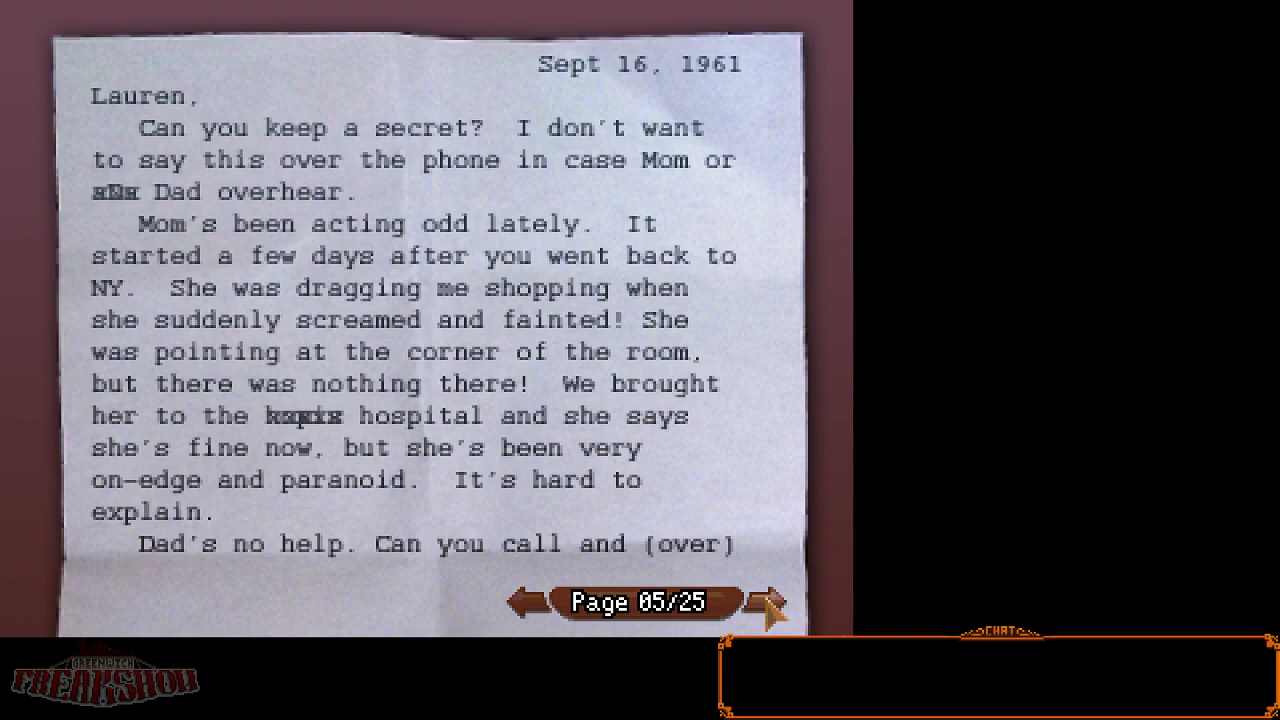 Sept 16, 1961
Lauren,
Can you keep a secret? I don't want
to say this over the phone in case Mom or
Dad overhear.
Mom's been acting odd lately. It
started a few days after you went back to
NY. She was dragging me shopping when
she suddenly screamed and fainted! She
was pointing at the corner of the room,
but there was nothing there! We brought
her to the hospital and she says
she's fine now, but she's been very
on-edge and paranoid. It's hard to
explain.
Dad's no help. Can you call and (over)
Page 05/25
CHAT
GREENWICH
FREAKSHOW